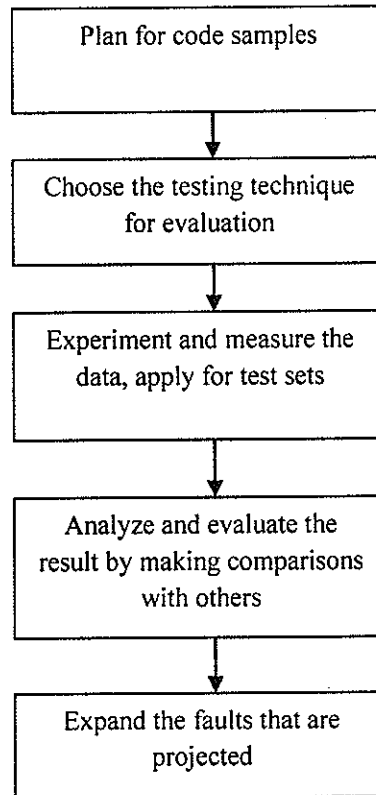 Plan for code samples
Choose the testing technique
for evaluation
Experiment and measure the
data, apply for test sets
Analyze and evaluate the
result by making comparisons
with others
Expand the faults that are
projected